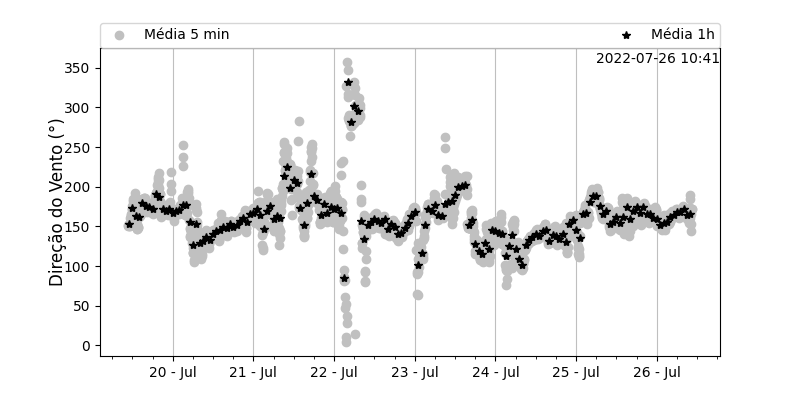 Média 5 min
Média 1h
2022-07-26 10:41
Direção do Vento (°)
350
300
250
200
150
100
50
0
20 - Jul
21 - Jul
22 - Jul
23 - Jul
24 - Jul
25 - Jul
26 - Jul